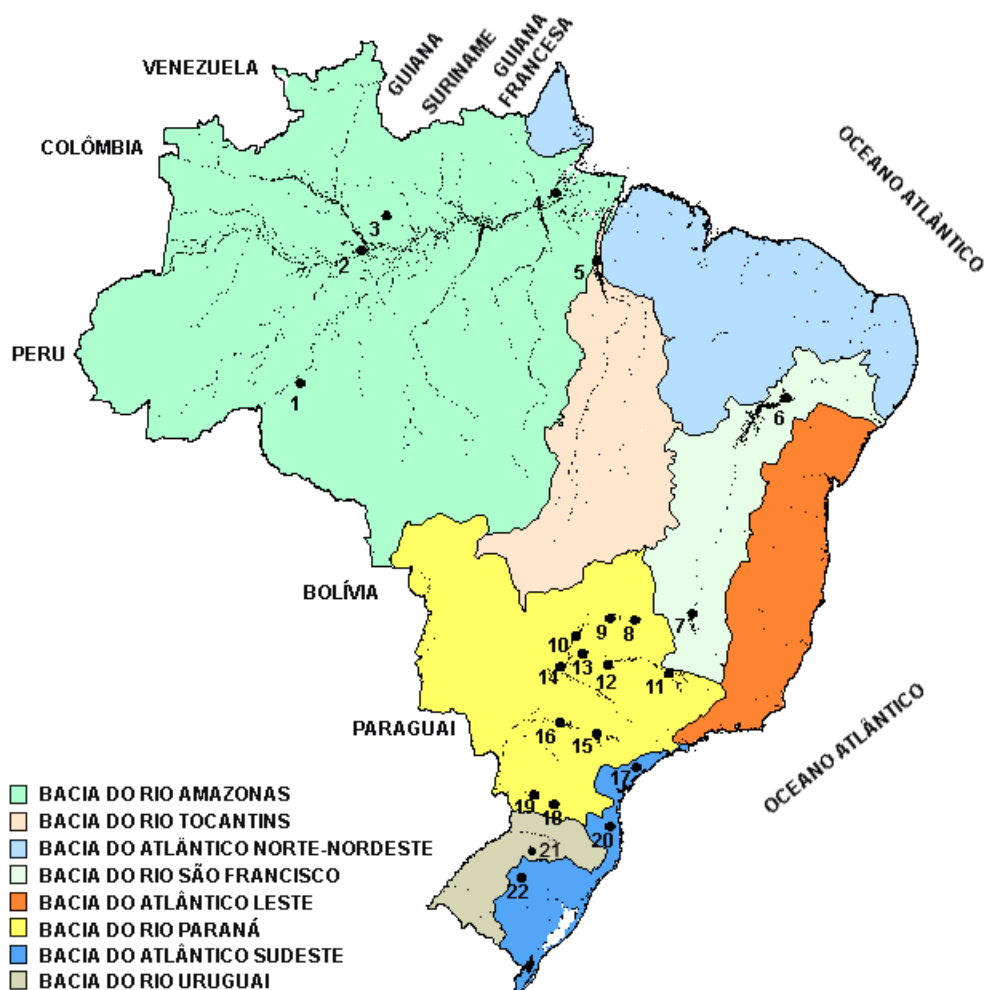 VENEZUELA
GUIANA
SURINAME
GUIANA
FRANCESA
COLÔMBIA
OCEANO ATLÂNTICO
4
3
2
5
PERU
1
6
BOLÍVIA
7
9
8
10
13
12
14
11
PARAGUAI
16
15
OCEANO ATLÂNTICO
17
19
18
20
21
22
BACIA DO RIO AMAZONAS
BACIA DO RIO TOCANTINS
BACIA DO ATLÂNTICO NORTE-NORDESTE
BACIA DO RIO SÃO FRANCISCO
BACIA DO ATLÂNTICO LESTE
BACIA DO RIO PARANÁ
BACIA DO ATLÂNTICO SUDESTE
BACIA DO RIO URUGUAI